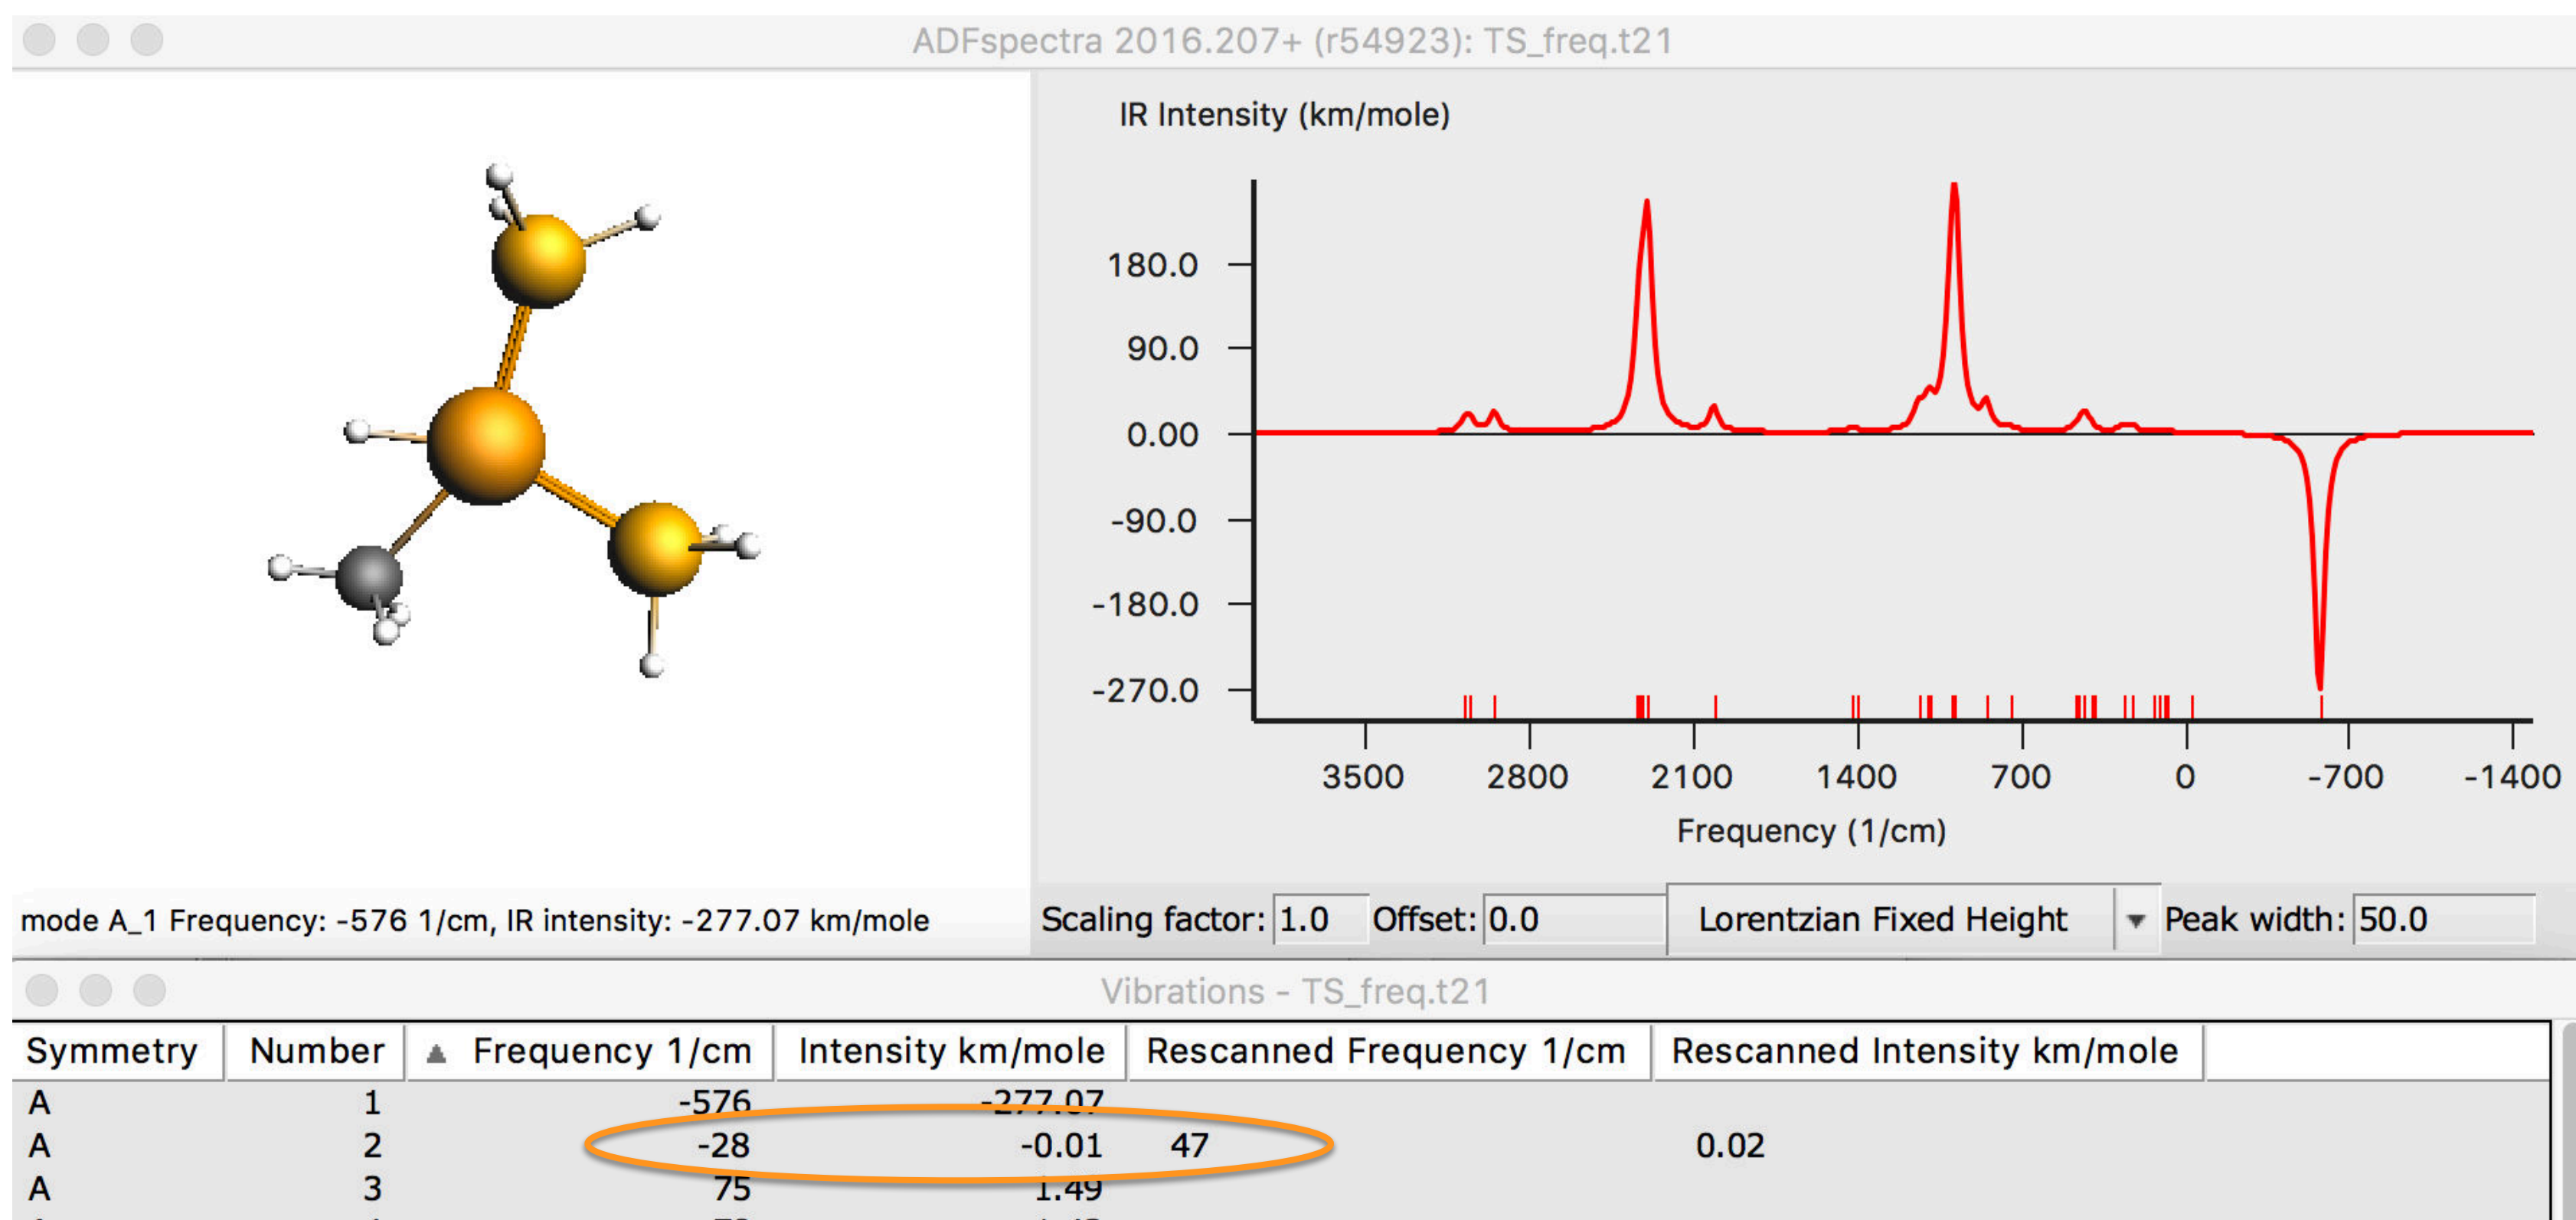 ADFspectra 2016.207+ (r54923): TS_freq.t21
IR Intensity (km/mole)
180.0
90.0
0.00
-90.0
-180.0
-270.0
3500 2800 2100 1400 700 0 -700 -1400
Frequency (1/cm)
mode A_1 Frequency: -576 1/cm, IR intensity: -277.07 km/mole
Scaling factor: 1.0 Offset: 0.0 Lorentzian Fixed Height Peak width: 50.0
Vibrations - TS_freq.t21
Symmetry Number Frequency 1/cm Intensity km/mole Rescanned Frequency 1/cm Rescanned Intensity km/mole
A 1 -576 -277.07
A 2 -28 -0.01 47 0.02
A 3 75 1.49